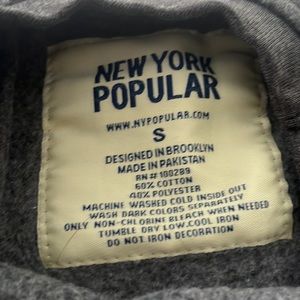 NEW YORK
POPULAR
WWW.NYPOPULAR.COM
S
DESIGNED IN BROOKLYN
MADE IN PAKISTAN
RN # 100289
60% COTTON
40% POLYESTER
MACHINE WASHED COLD INSIDE OUT
WASH DARK COLORS SEPARATELY
ONLY NON-CHLORINE BLEACH WHEN NEEDED
TUMBLE DRY LOW.COOL IRON
DO NOT IRON DECORATION